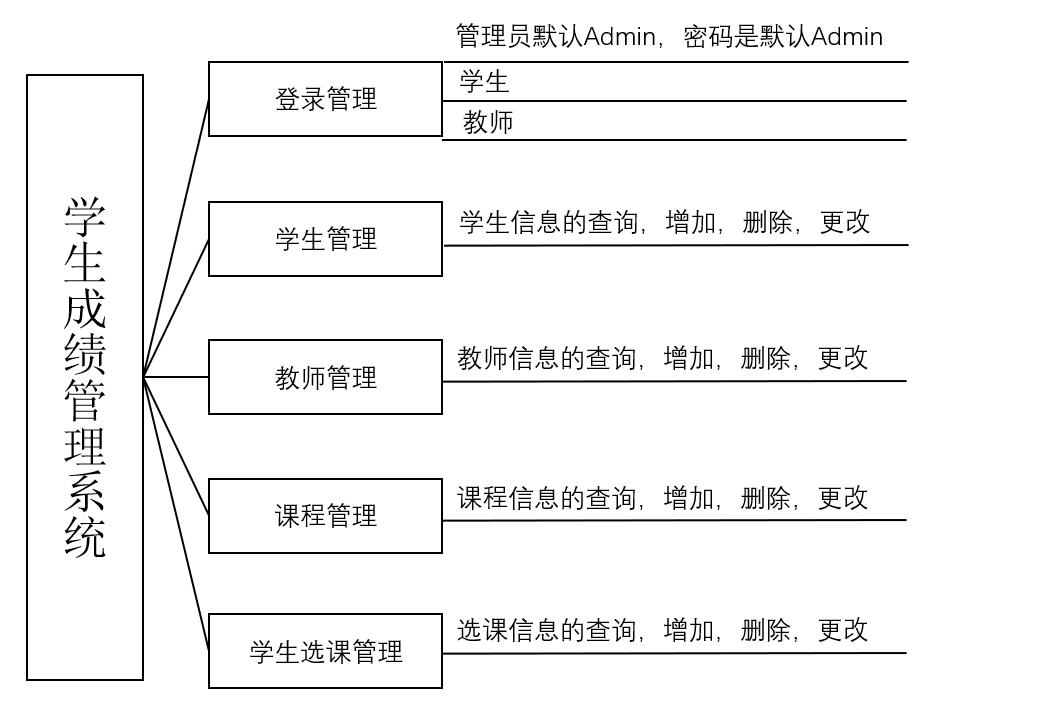 学生成绩管理系统
管理员默认Admin，密码是默认Admin
登录管理
学生
教师
学生管理
学生信息的查询，增加，删除，更改
教师管理
教师信息的查询，增加，删除，更改
课程管理
课程信息的查询，增加，删除，更改
学生选课管理
选课信息的查询，增加，删除，更改